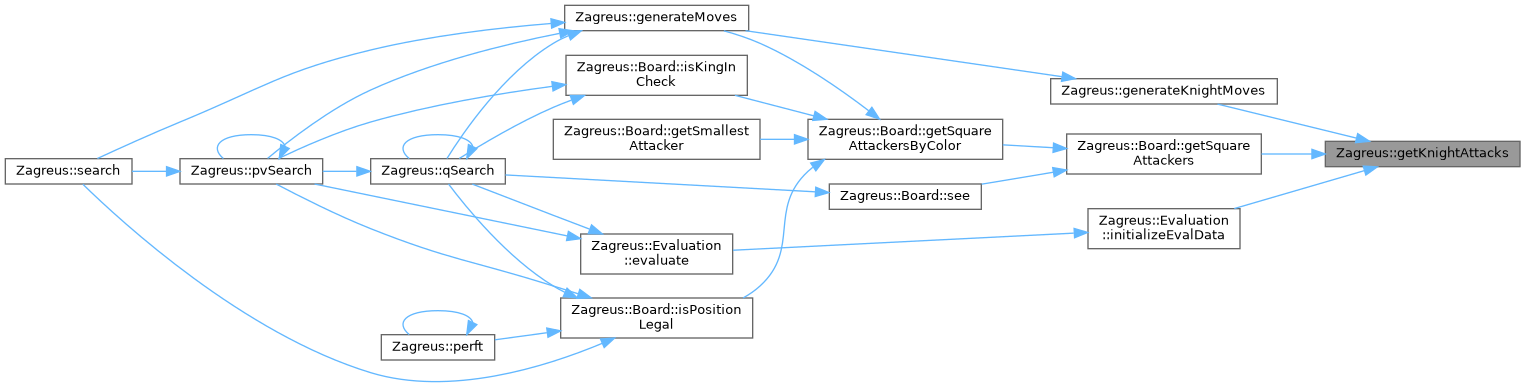 Zagreus::generateMoves
Zagreus::Board::isKingIn
Check
Zagreus::generateKnightMoves
Zagreus::Board::getSmallest
Attacker
Zagreus::Board::getSquare
AttackersByColor
Zagreus::Board::getSquare
Attackers
Zagreus::getKnightAttacks
Zagreus::search
Zagreus::pvSearch
Zagreus::qSearch
Zagreus::Board::see
Zagreus::Evaluation
::initializeEvalData
Zagreus::Evaluation
::evaluate
Zagreus::Board::isPosition
Legal
Zagreus::perft